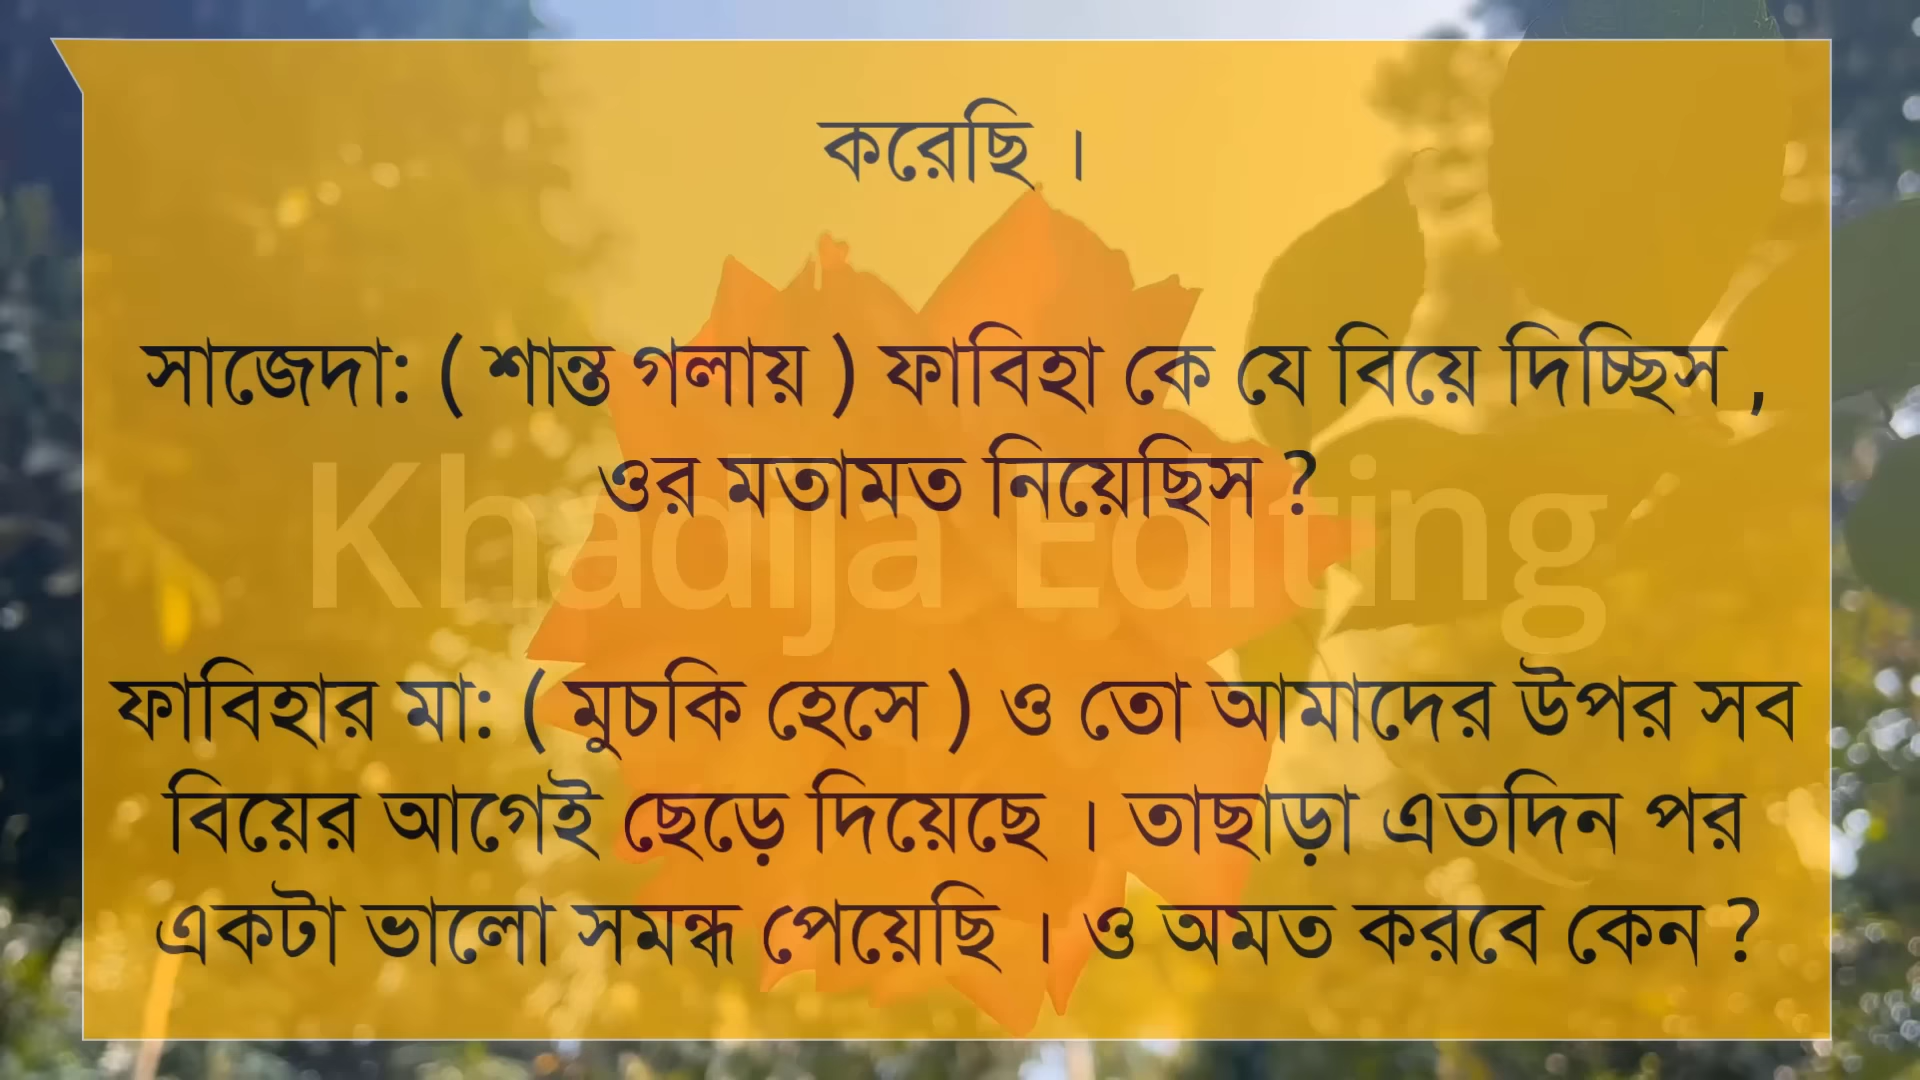 করেছি ।
সাজেদা: ( শান্ত গলায় ) ফাবিহা কে যে বিয়ে দিচ্ছিস ,
ওর মতামত নিয়েছিস ?
Khadija Editing
ফাবিহার মা: ( মুচকি হেসে ) ও তো আমাদের উপর সব
বিয়ের আগেই ছেড়ে দিয়েছে । তাছাড়া এতদিন পর
একটা ভালো সমন্ধ পেয়েছি । ও অমত করবে কেন ?